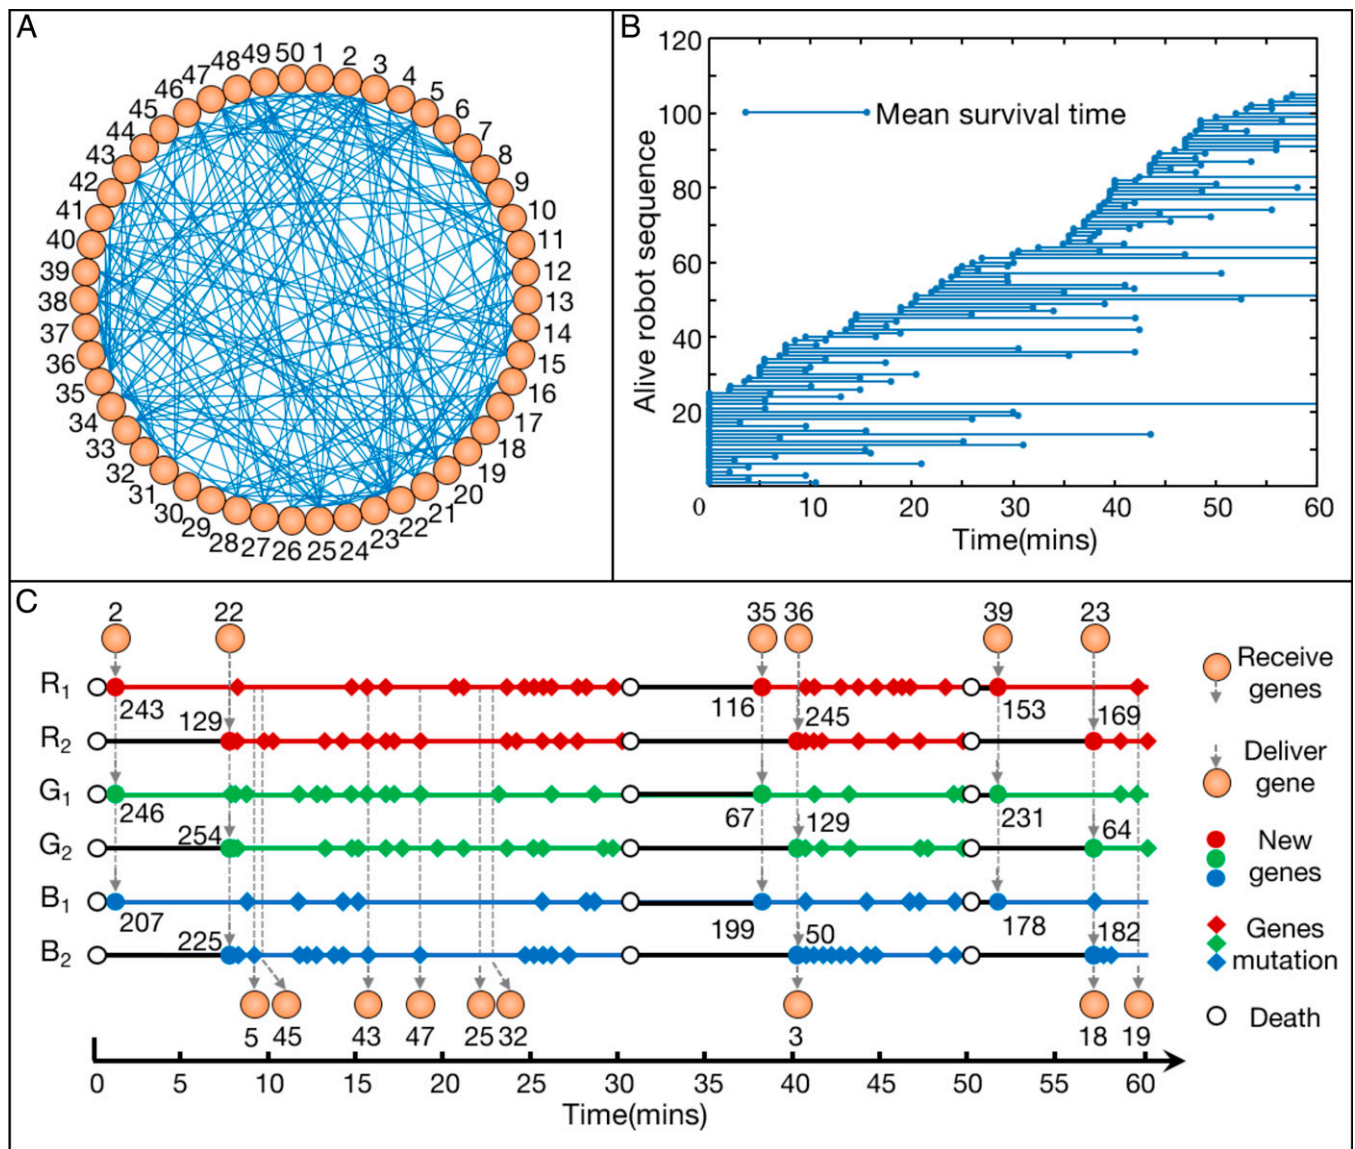 A
50 1 2 3 4 5 6 7 8 9 10 11 12 13 14 15 16 17 18 19 20 21 22 23 24 25 26 27 28 29 30 31 32 33 34 35 36 37 38 39 40 41 42 43 44 45 46 47 48 49
B
120
100
80
60
40
20
Alive robot sequence
Mean survival time
0 10 20 30 40 50 60
Time(mins)
C
2 22 35 36 39 23
R1
243 116 153
R2
129 245 169
G1
246 67 231
G2
254 129 64
B1
207 199 178
B2
225 50 182
5 45 43 47 25 32 3 18 19
0 5 10 15 20 25 30 35 40 45 50 55 60
Time(mins)
Receive
genes
Deliver
gene
New
genes
Genes
mutation
Death